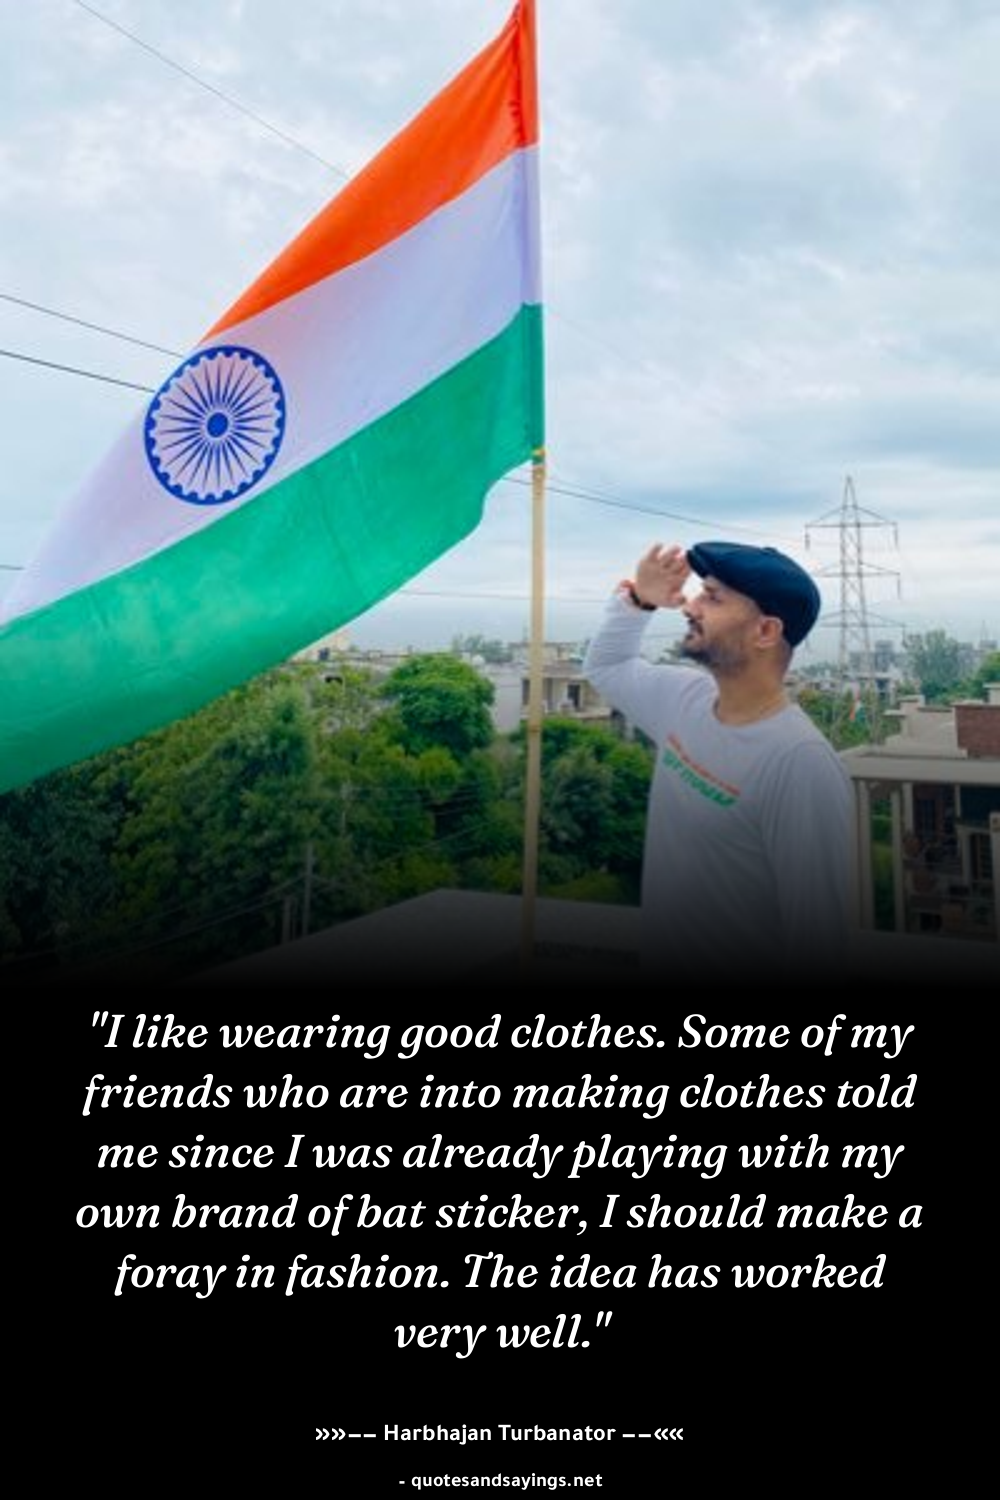 "I like wearing good clothes. Some of my
friends who are into making clothes told
me since I was already playing with my
own brand of bat sticker, I should make a
foray in fashion. The idea has worked
very well."
»»–– Harbhajan Turbanator ––««
- quotesandsayings.net